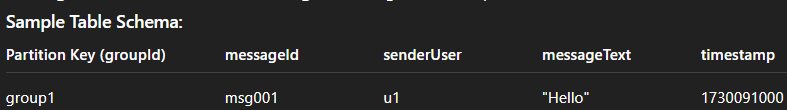 Sample Table Schema:
Partition Key (groupId) messageId senderUser messageText timestamp
group1 msg001 u1 "Hello" 1730091000